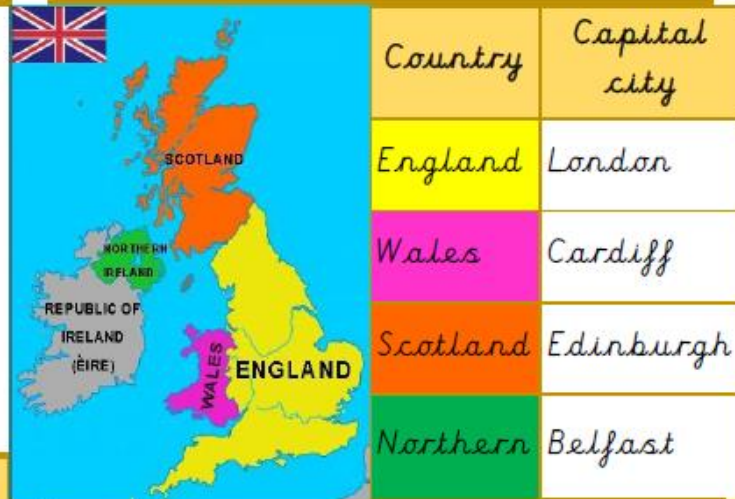 SCOTLAND
NORTHERN
IRELAND
REPUBLIC OF
IRELAND
(ÈIRE)
WALES
ENGLAND
Country Capital
city
England London
Wales Cardiff
Scotland Edinburgh
Northern Belfast